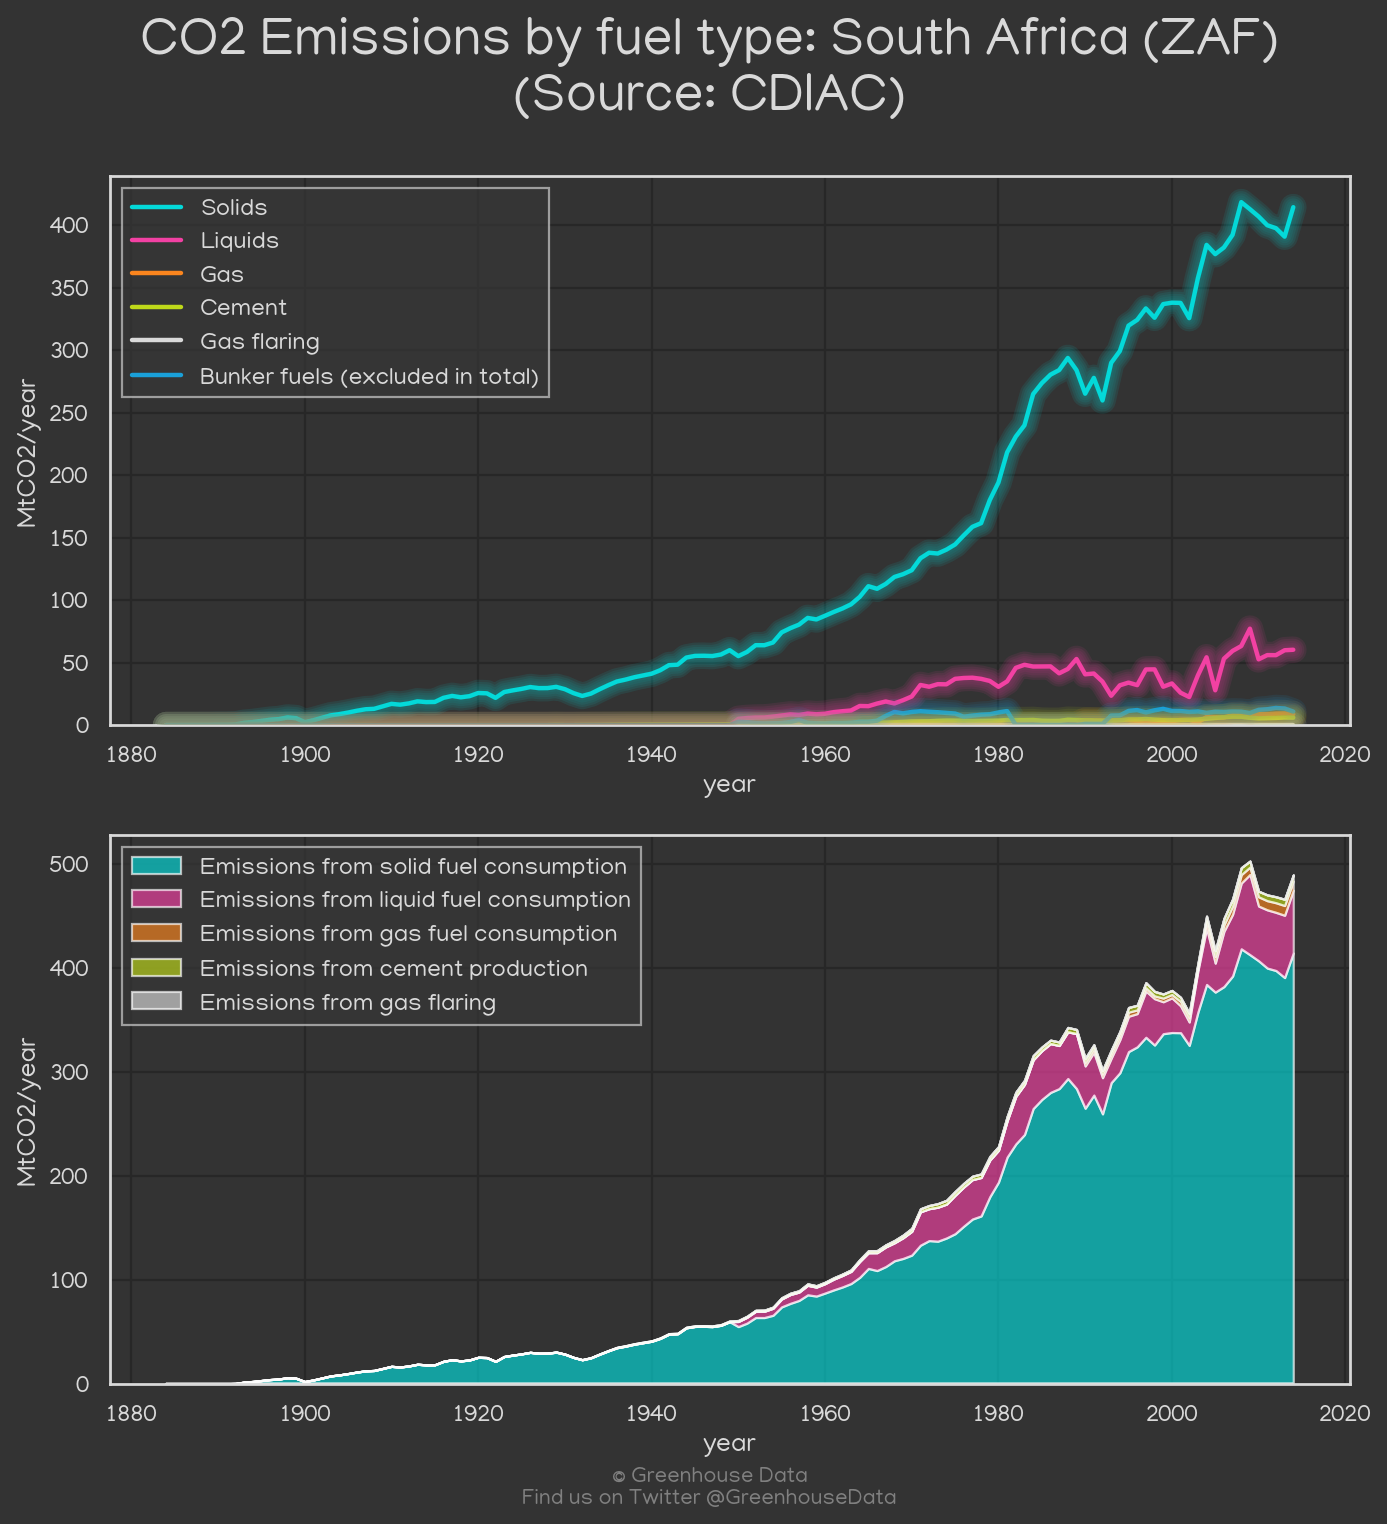 CO2 Emissions by fuel type: South Africa (ZAF)
(Source: CDIAC)
Solids
Liquids
Gas
Cement
Gas flaring
Bunker fuels (excluded in total)
MtCO2/year
400
350
300
250
200
150
100
50
0
1880 1900 1920 1940 1960 1980 2000 2020
year
Emissions from solid fuel consumption
Emissions from liquid fuel consumption
Emissions from gas fuel consumption
Emissions from cement production
Emissions from gas flaring
MtCO2/year
500
400
300
200
100
0
1880 1900 1920 1940 1960 1980 2000 2020
year
© Greenhouse Data
Find us on Twitter @GreenhouseData